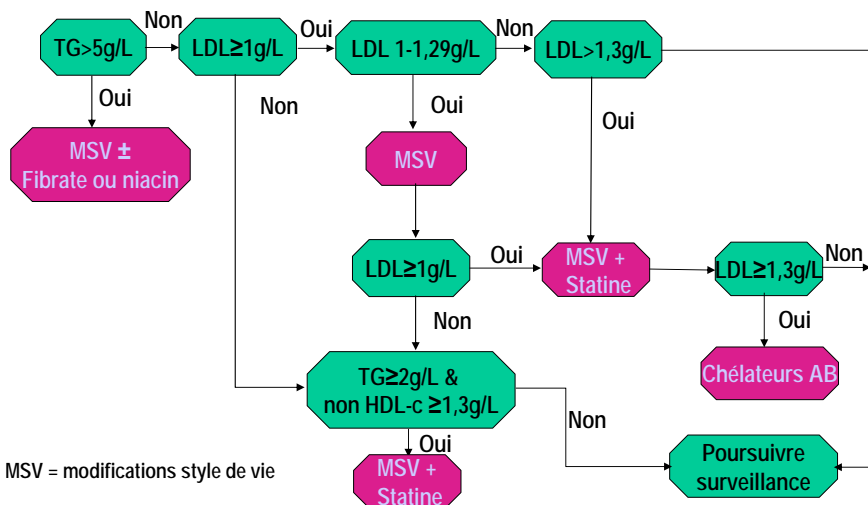 TG>5g/L
Non
LDL≥1g/L
Oui
LDL 1-1,29g/L
Non
LDL>1,3g/L
Oui
Non
Oui
Oui
MSV ±
Fibrate ou niacin
MSV
LDL≥1g/L
Oui
MSV +
Statine
LDL≥1,3g/L
Non
Non
Oui
TG≥2g/L &
non HDL-c ≥1,3g/L
Chélateurs AB
Non
Oui
MSV = modifications style de vie
MSV +
Statine
Poursuivre
surveillance